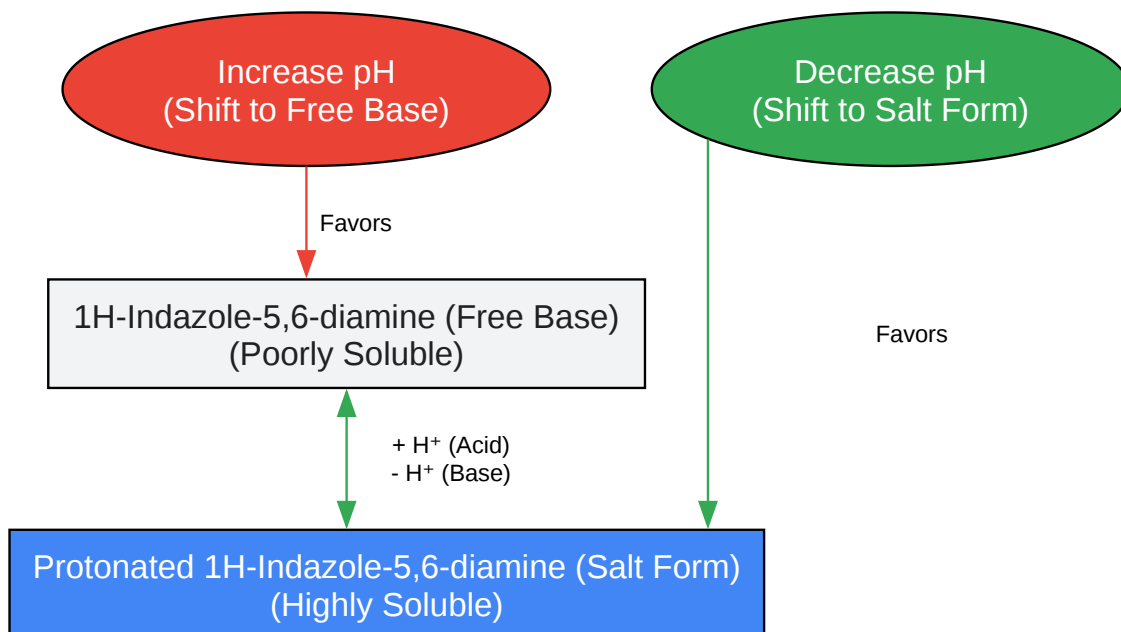 Increase pH
(Shift to Free Base)
Decrease pH
(Shift to Salt Form)
Favors
1H-Indazole-5,6-diamine (Free Base)
(Poorly Soluble)
Favors
+ H⁺ (Acid)
- H⁺ (Base)
Protonated 1H-Indazole-5,6-diamine (Salt Form)
(Highly Soluble)